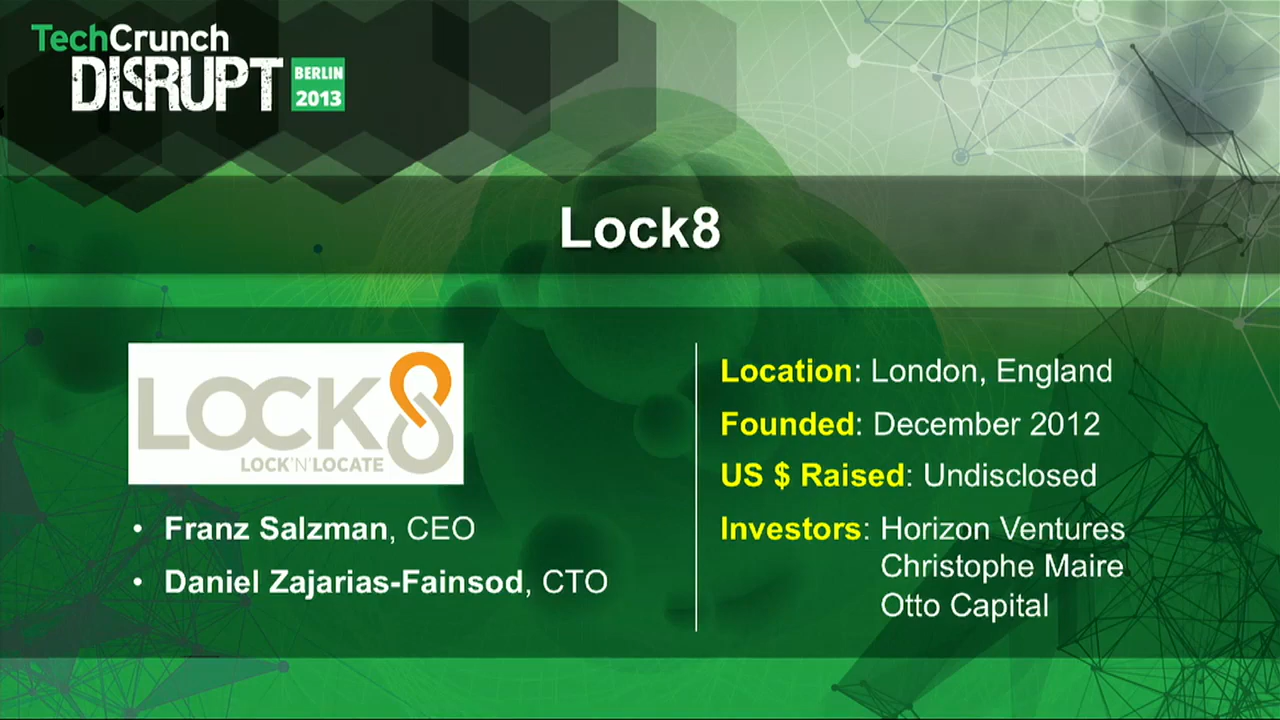 TechCrunch
DISRUPT
BERLIN
2013
Lock8
LOCK8
LOCK'N'LOCATE
• Franz Salzman, CEO
• Daniel Zajarias-Fainsod, CTO
Location: London, England
Founded: December 2012
US $ Raised: Undisclosed
Investors: Horizon Ventures
Christophe Maire
Otto Capital